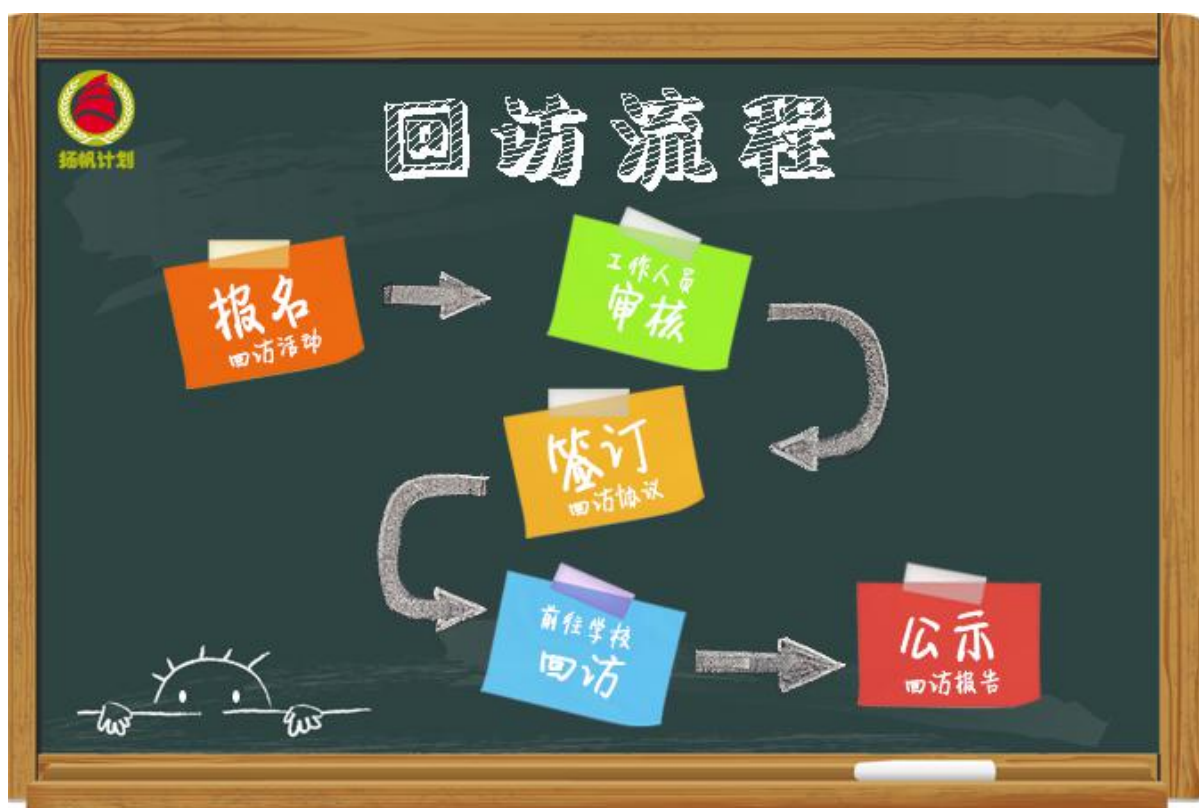 扬帆计划
回访流程
报名
回访活动
工作人员
审核
签订
回访协议
前往学校
回访
公示
回访报告